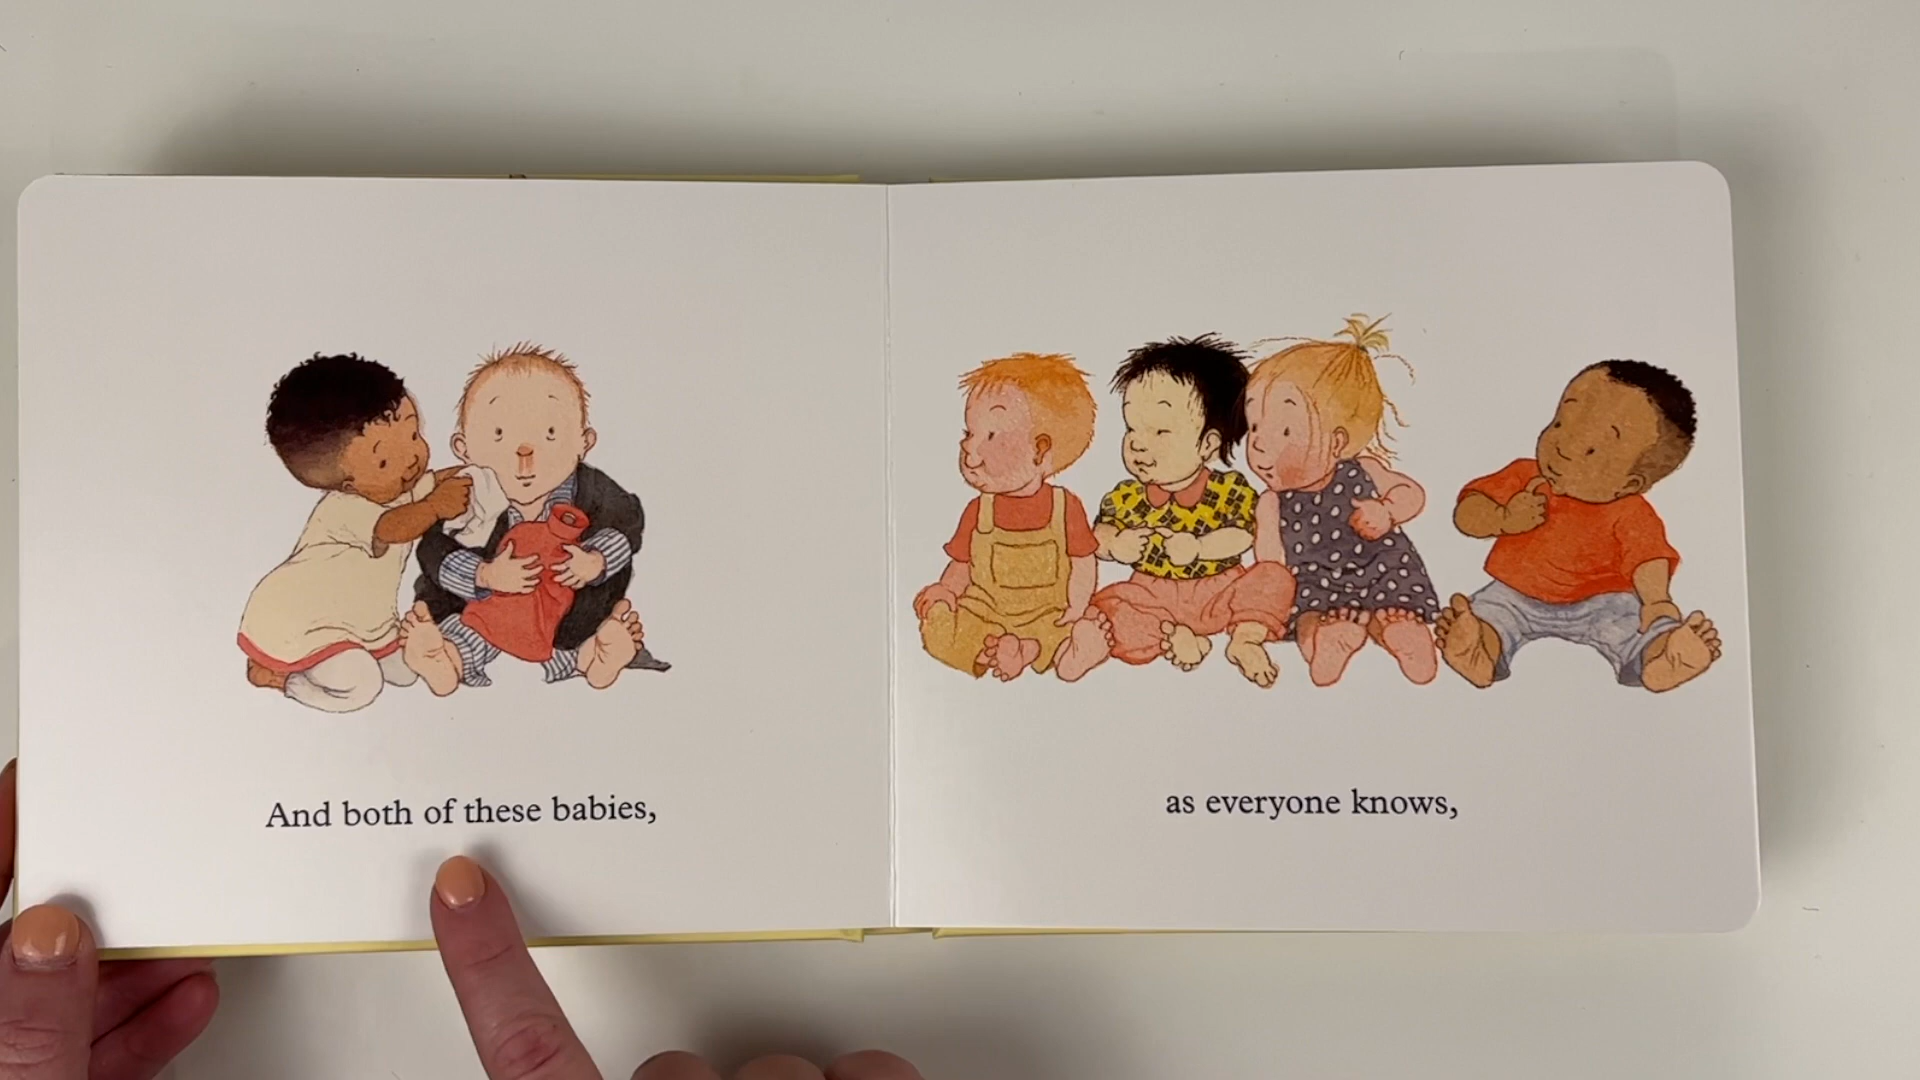 And both of these babies,
as everyone knows,